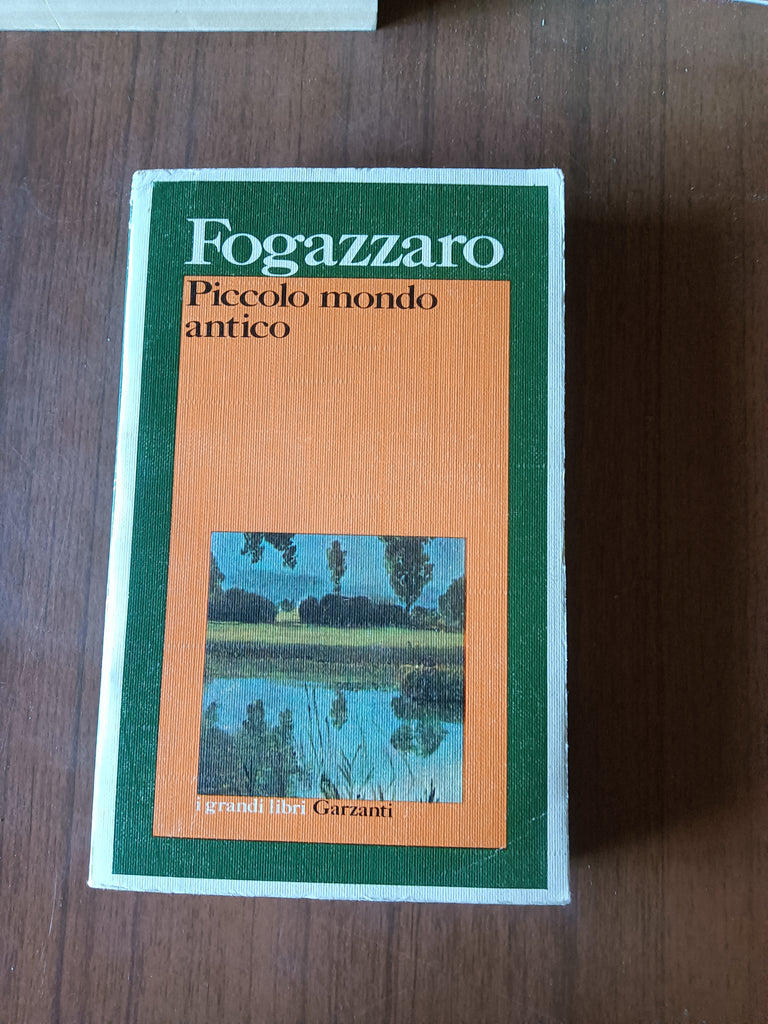 Fogazzaro
Piccolo mondo
antico
i grandi libri Garzanti